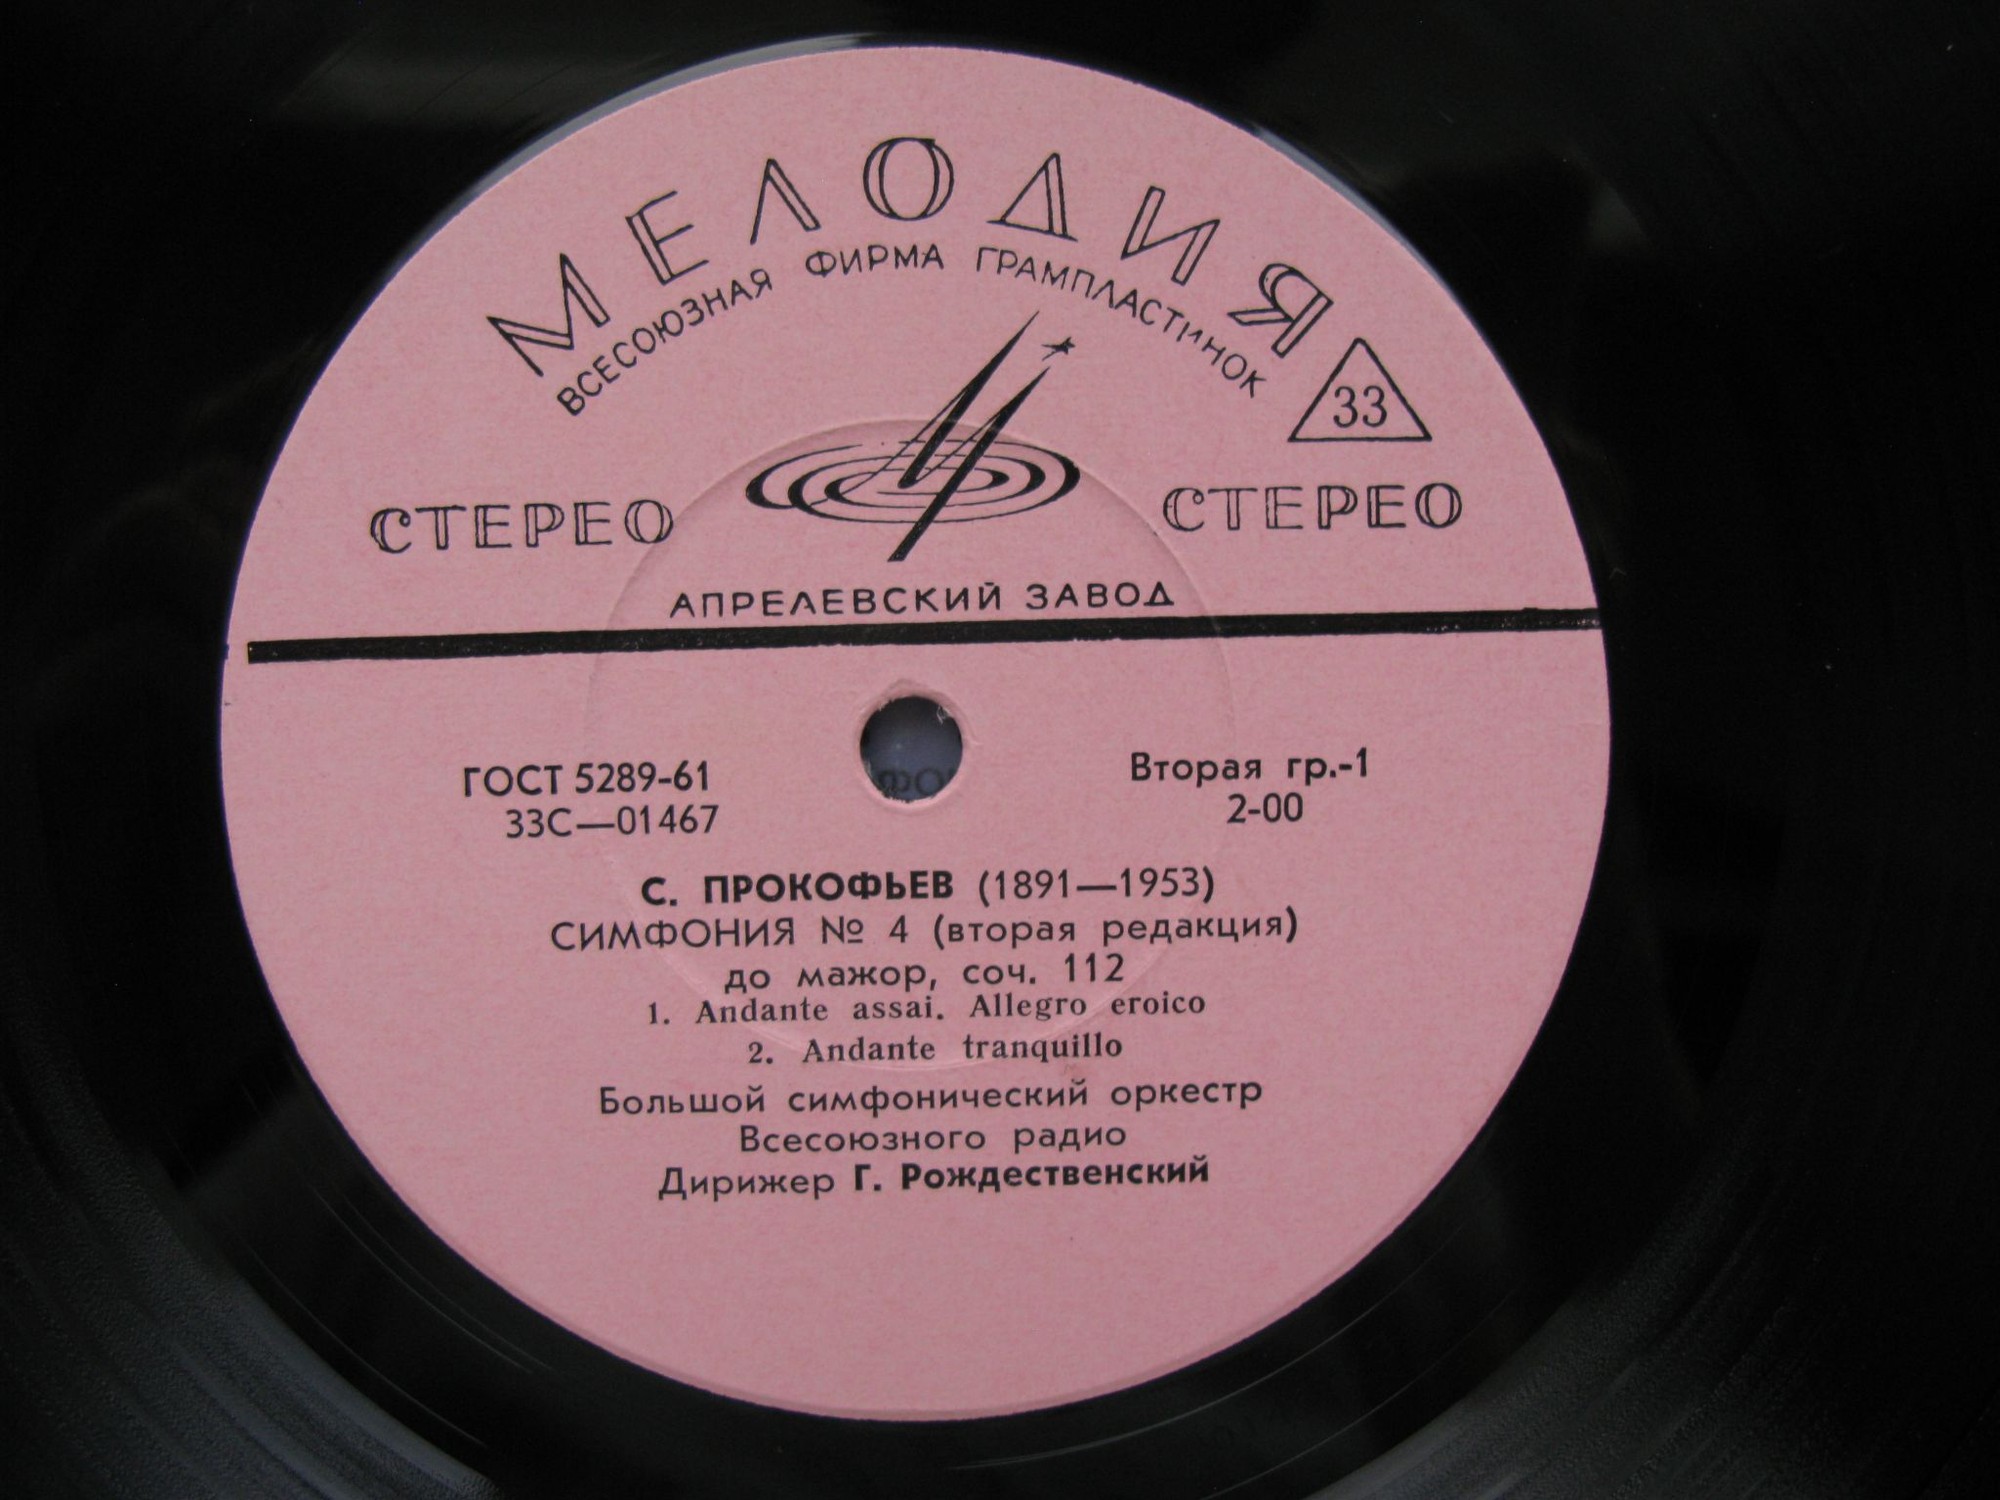 МЕЛОДИЯ
ВСЕСОЮЗНАЯ ФИРМА ГРАМПЛАСТИНОК
33
СТЕРЕО СТЕРЕО
АПРЕЛЕВСКИЙ ЗАВОД
ГОСТ 5289-61 Вторая гр.-1
33С—01467 2-00
С. ПРОКОФЬЕВ (1891—1953)
СИМФОНИЯ № 4 (вторая редакция)
до мажор, соч. 112
1. Andante assai. Allegro eroico
2. Andante tranquillo
Большой симфонический оркестр
Всесоюзного радио
Дирижер Г. Рождественский